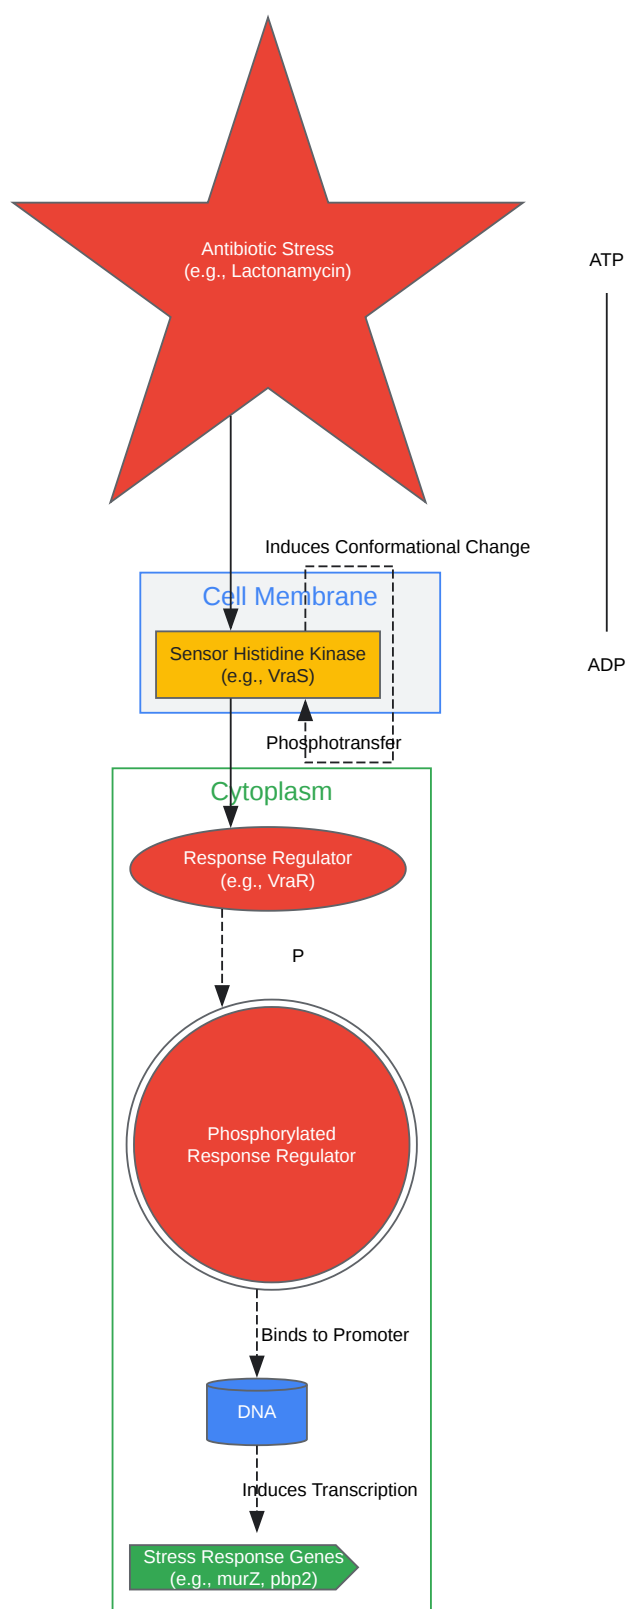 Antibiotic Stress
(e.g., Lactonamycin)
ATP
Induces Conformational Change
Cell Membrane
Sensor Histidine Kinase
(e.g., VraS)
ADP
Phosphotransfer
Cytoplasm
Response Regulator
(e.g., VraR)
P
Phosphorylated
Response Regulator
Binds to Promoter
DNA
Induces Transcription
Stress Response Genes
(e.g., murZ, pbp2)